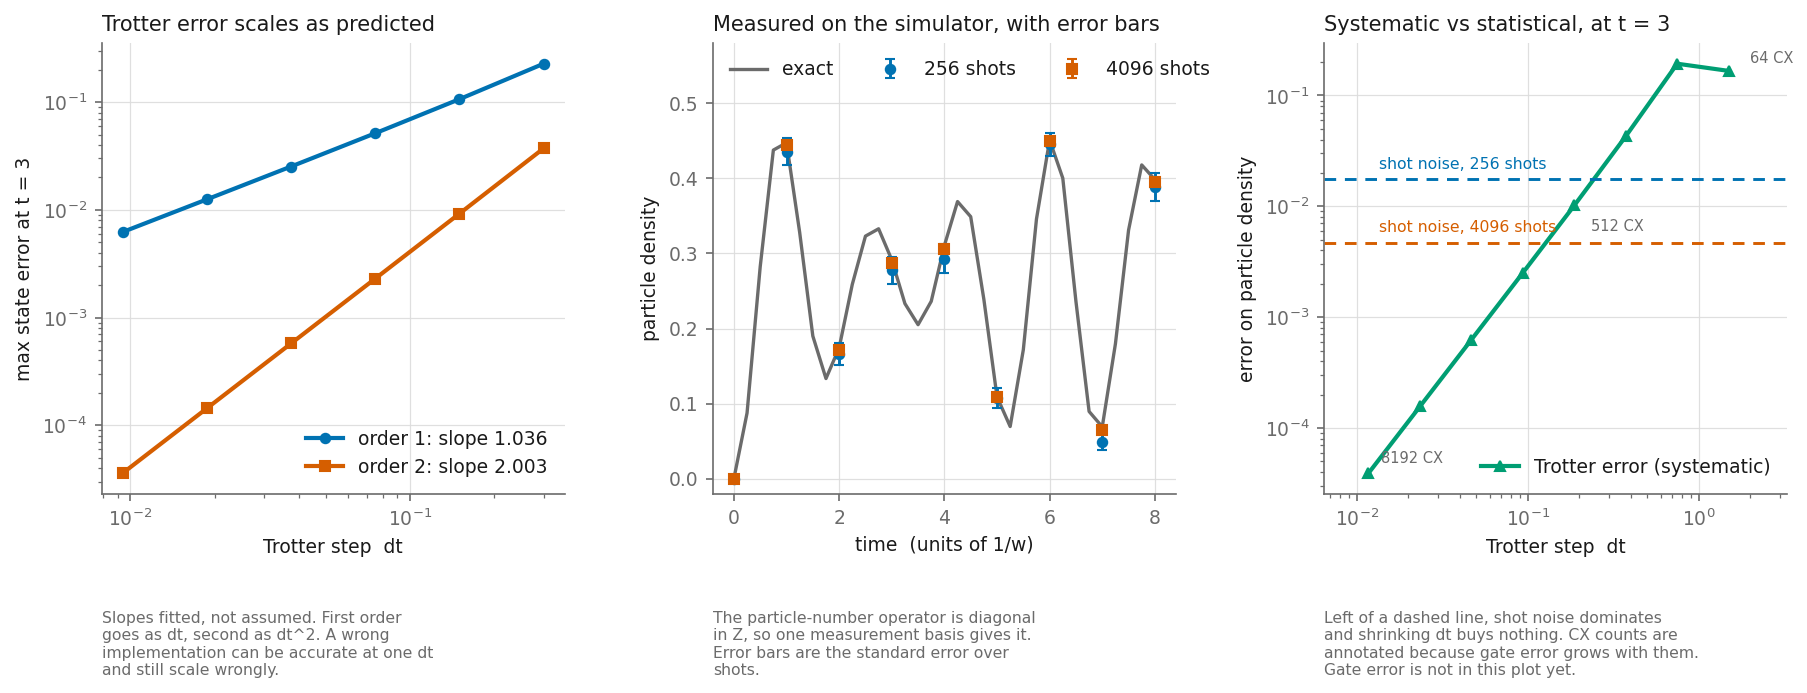 Trotter error scales as predicted
max state error at t = 3
10⁻¹
10⁻²
10⁻³
10⁻⁴
order 1: slope 1.036
order 2: slope 2.003
10⁻² 10⁻¹
Trotter step dt
Slopes fitted, not assumed. First order
goes as dt, second as dt^2. A wrong
implementation can be accurate at one dt
and still scale wrongly.
Measured on the simulator, with error bars
exact 256 shots 4096 shots
particle density
0.5
0.4
0.3
0.2
0.1
0.0
0 2 4 6 8
time (units of 1/w)
The particle-number operator is diagonal
in Z, so one measurement basis gives it.
Error bars are the standard error over
shots.
Systematic vs statistical, at t = 3
64 CX
error on particle density
10⁻¹
shot noise, 256 shots
10⁻²
shot noise, 4096 shots
512 CX
10⁻³
10⁻⁴
8192 CX
Trotter error (systematic)
10⁻² 10⁻¹ 10⁰
Trotter step dt
Left of a dashed line, shot noise dominates
and shrinking dt buys nothing. CX counts are
annotated because gate error grows with them.
Gate error is not in this plot yet.